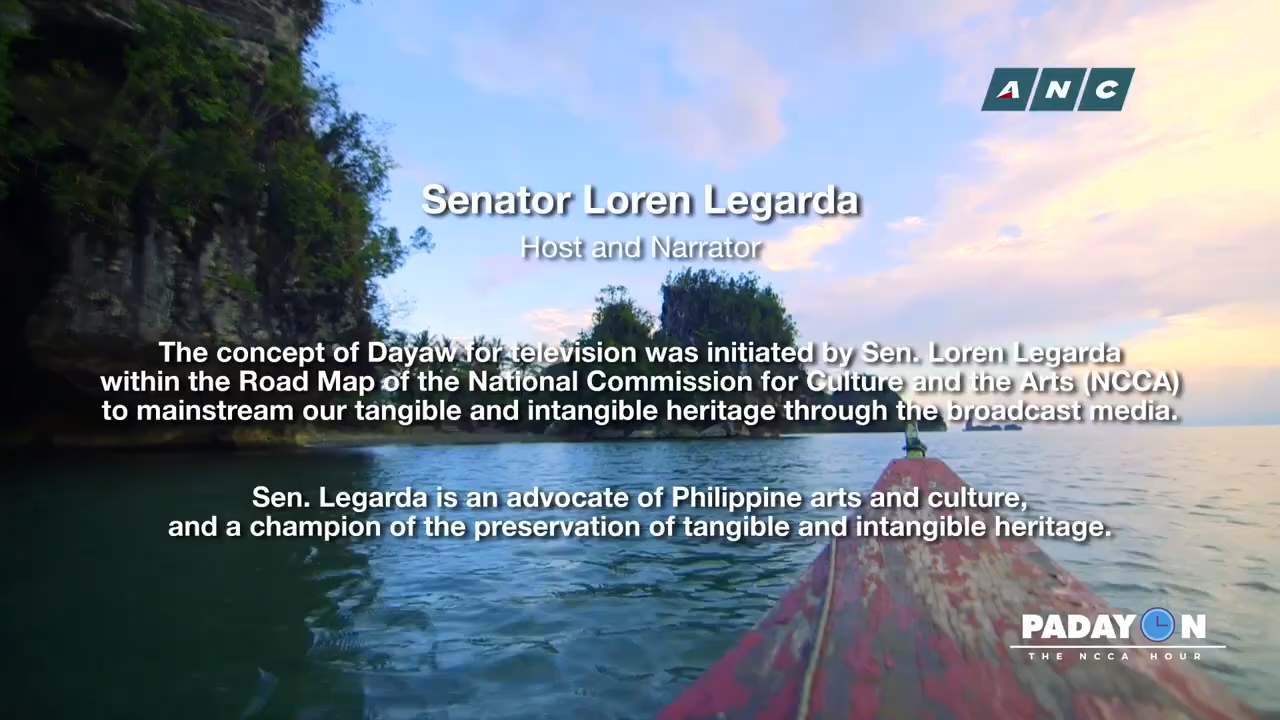 ANC
Senator Loren Legarda
Host and Narrator
The concept of Dayaw for television was initiated by Sen. Loren Legarda
within the Road Map of the National Commission for Culture and the Arts (NCCA)
to mainstream our tangible and intangible heritage through the broadcast media.
Sen. Legarda is an advocate of Philippine arts and culture,
and a champion of the preservation of tangible and intangible heritage.
PADAYON
THE NCCA HOUR